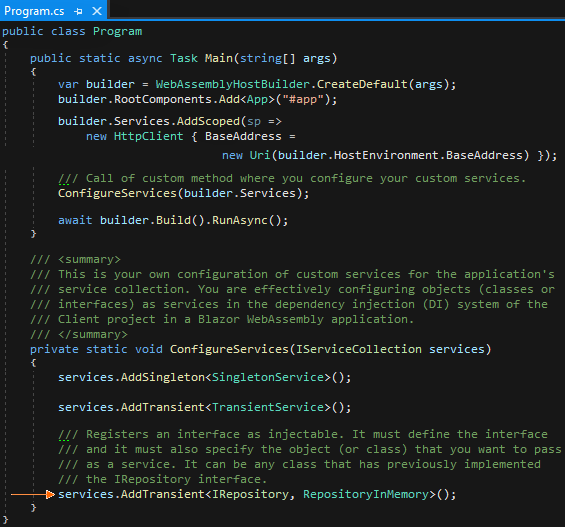 Program.cs
public class Program
{
public static async Task Main(string[] args)
{
var builder = WebAssemblyHostBuilder.CreateDefault(args);
builder.RootComponents.Add<App>("#app");
builder.Services.AddScoped(sp =>
new HttpClient { BaseAddress =
new Uri(builder.HostEnvironment.BaseAddress) });
/// Call of custom method where you configure your custom services.
ConfigureServices(builder.Services);
await builder.Build().RunAsync();
}
/// <summary>
/// This is your own configuration of custom services for the application's
/// service collection. You are effectively configuring objects (classes or
/// interfaces) as services in the dependency injection (DI) system of the
/// Client project in a Blazor WebAssembly application.
/// </summary>
private static void ConfigureServices(IServiceCollection services)
{
services.AddSingleton<SingletonService>();
services.AddTransient<TransientService>();
/// Registers an interface as injectable. It must define the interface
/// and it must also specify the object (or class) that you want to pass
/// as a service. It can be any class that has previously implemented
/// the IRepository interface.
services.AddTransient<IRepository, RepositoryInMemory>();
}
}